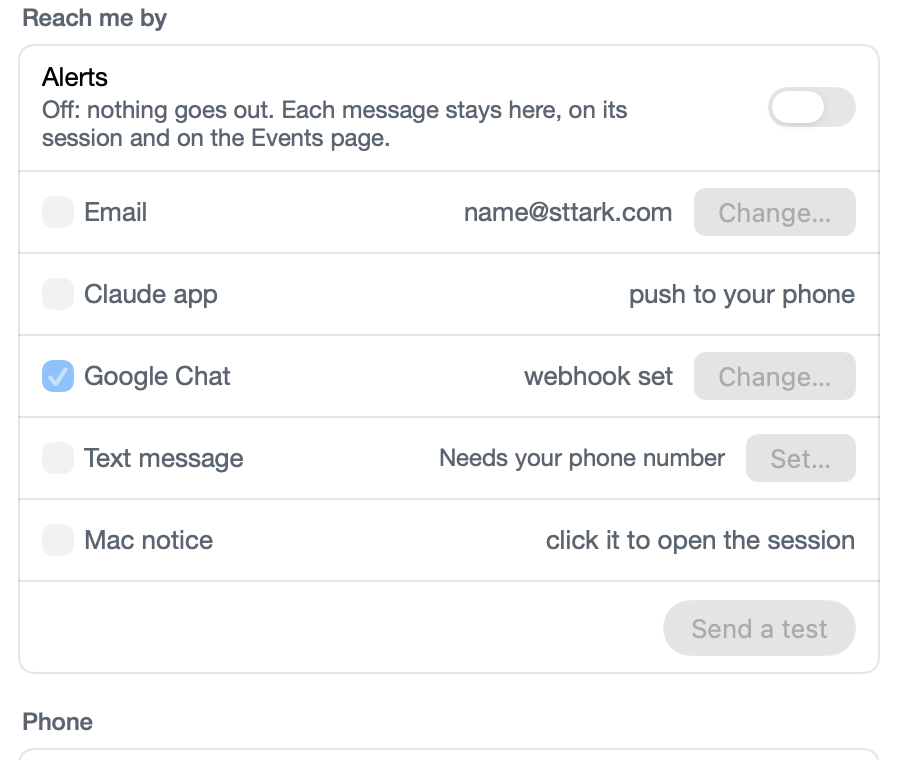 Reach me by
Alerts
Off: nothing goes out. Each message stays here, on its
session and on the Events page.
Email name@sttark.com Change...
Claude app push to your phone
Google Chat webhook set Change...
Text message Needs your phone number Set...
Mac notice click it to open the session
Send a test
Phone